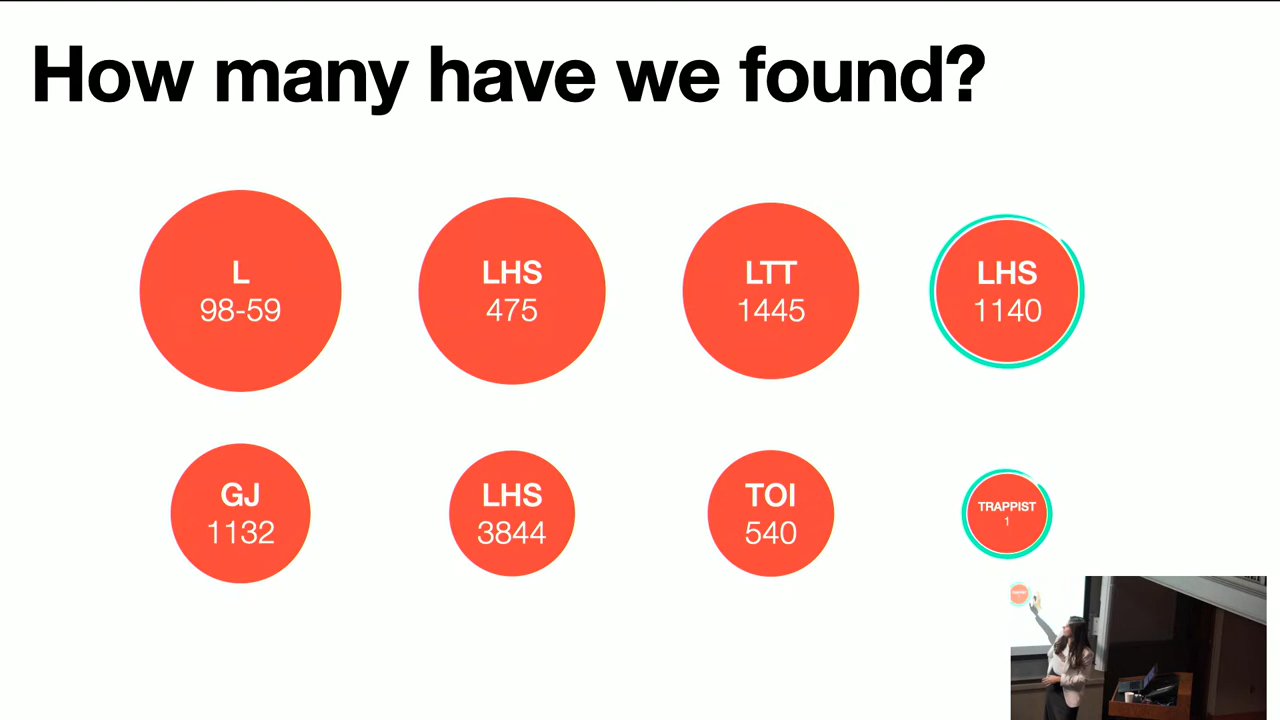 How many have we found?
L
98-59
LHS
475
LTT
1445
LHS
1140
GJ
1132
LHS
3844
TOI
540
TRAPPIST
1